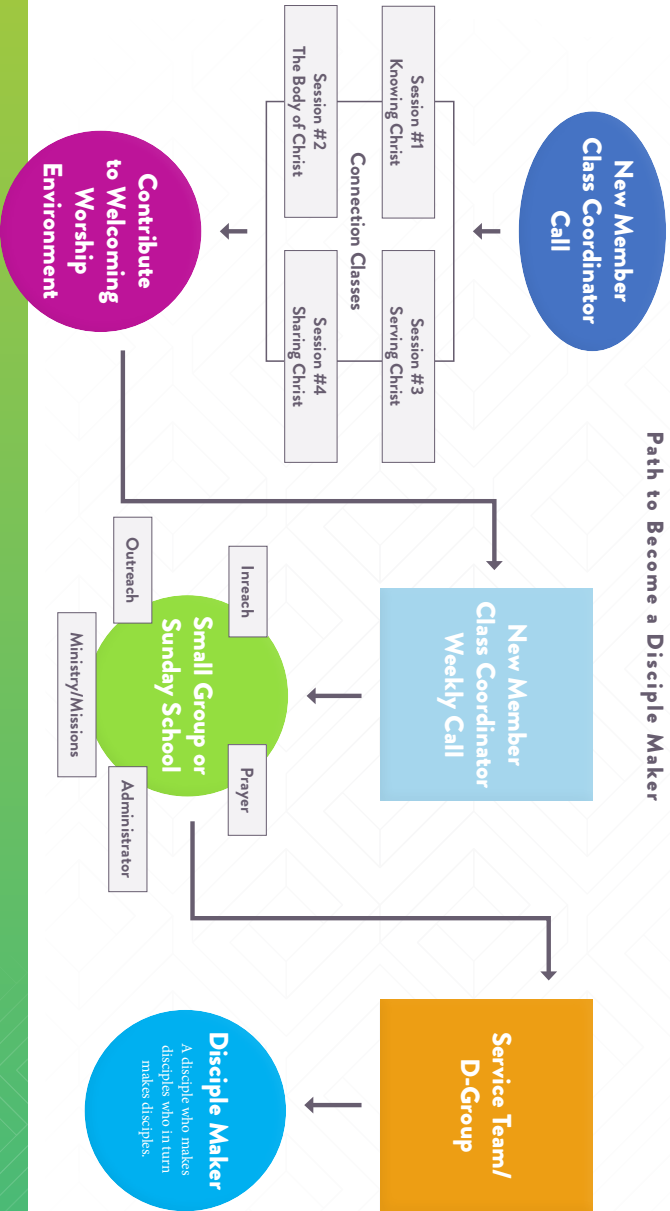 Path to Become a Disciple Maker
New Member
Class Coordinator
Call
Session #1
Knowing Christ
Session #3
Serving Christ
Connection Classes
Session #2
The Body of Christ
Session #4
Sharing Christ
Contribute
to Welcoming
Worship
Environment
New Member
Class Coordinator
Weekly Call
Inreach
Prayer
Small Group or
Sunday School
Outreach
Administrator
Ministry/Missions
Service Team/
D-Group
Disciple Maker
A disciple who makes
disciples who in turn
makes disciples.